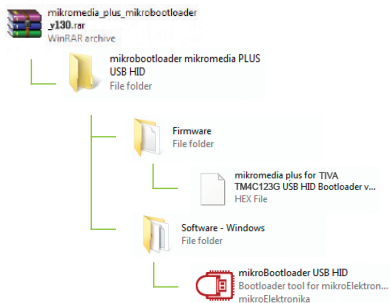 mikromedia_plus_mikrobootloader
_v130.rar
WinRAR archive
mikrobootloader mikromedia PLUS
USB HID
File folder
Firmware
File folder
mikromedia plus for TIVA
TM4C123G USB HID Bootloader v...
HEX File
Software - Windows
File folder
mikroBootloader USB HID
Bootloader tool for mikroElektron...
mikroElektronika